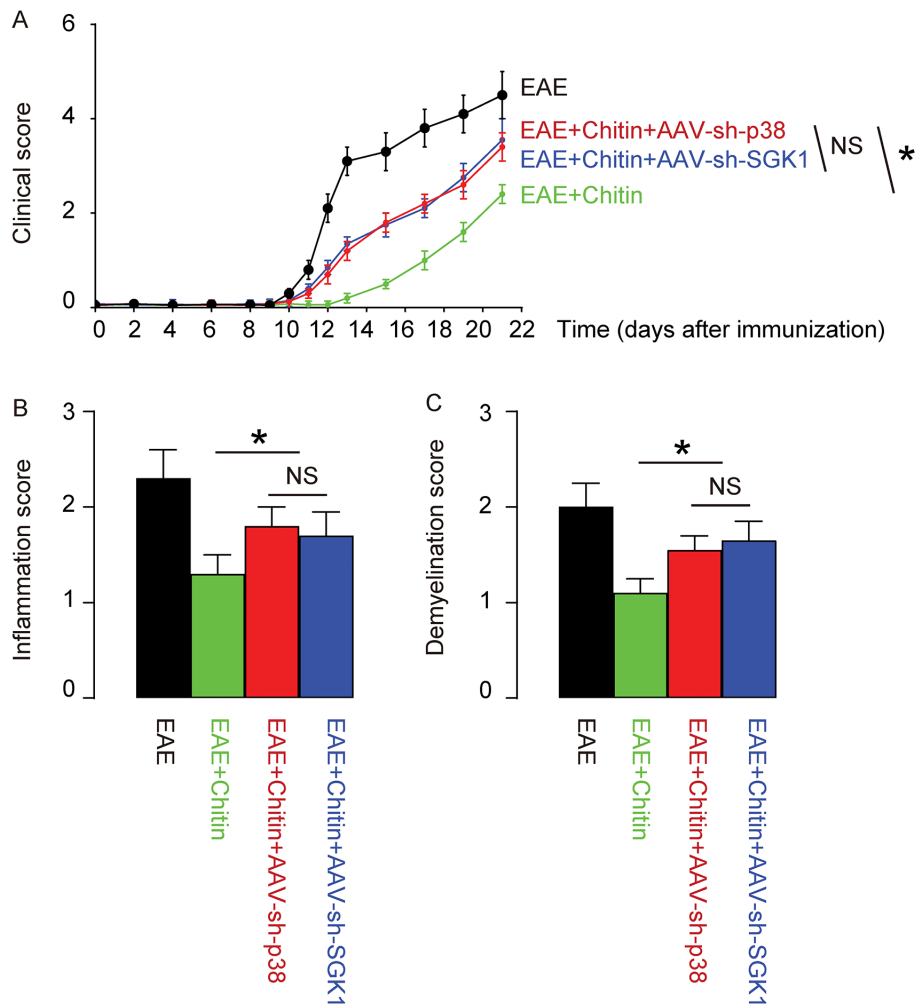 A
6
4
2
0
Clinical score
EAE
EAE+Chitin+AAV-sh-p38
EAE+Chitin+AAV-sh-SGK1
EAE+Chitin
NS
*
0 2 4 6 8 10 12 14 16 18 20 22
Time (days after immunization)
B
3
2
1
0
Inflammation score
*
NS
EAE
EAE+Chitin
EAE+Chitin+AAV-sh-p38
EAE+Chitin+AAV-sh-SGK1
C
3
2
1
0
Demyelination score
*
NS
EAE
EAE+Chitin
EAE+Chitin+AAV-sh-p38
EAE+Chitin+AAV-sh-SGK1